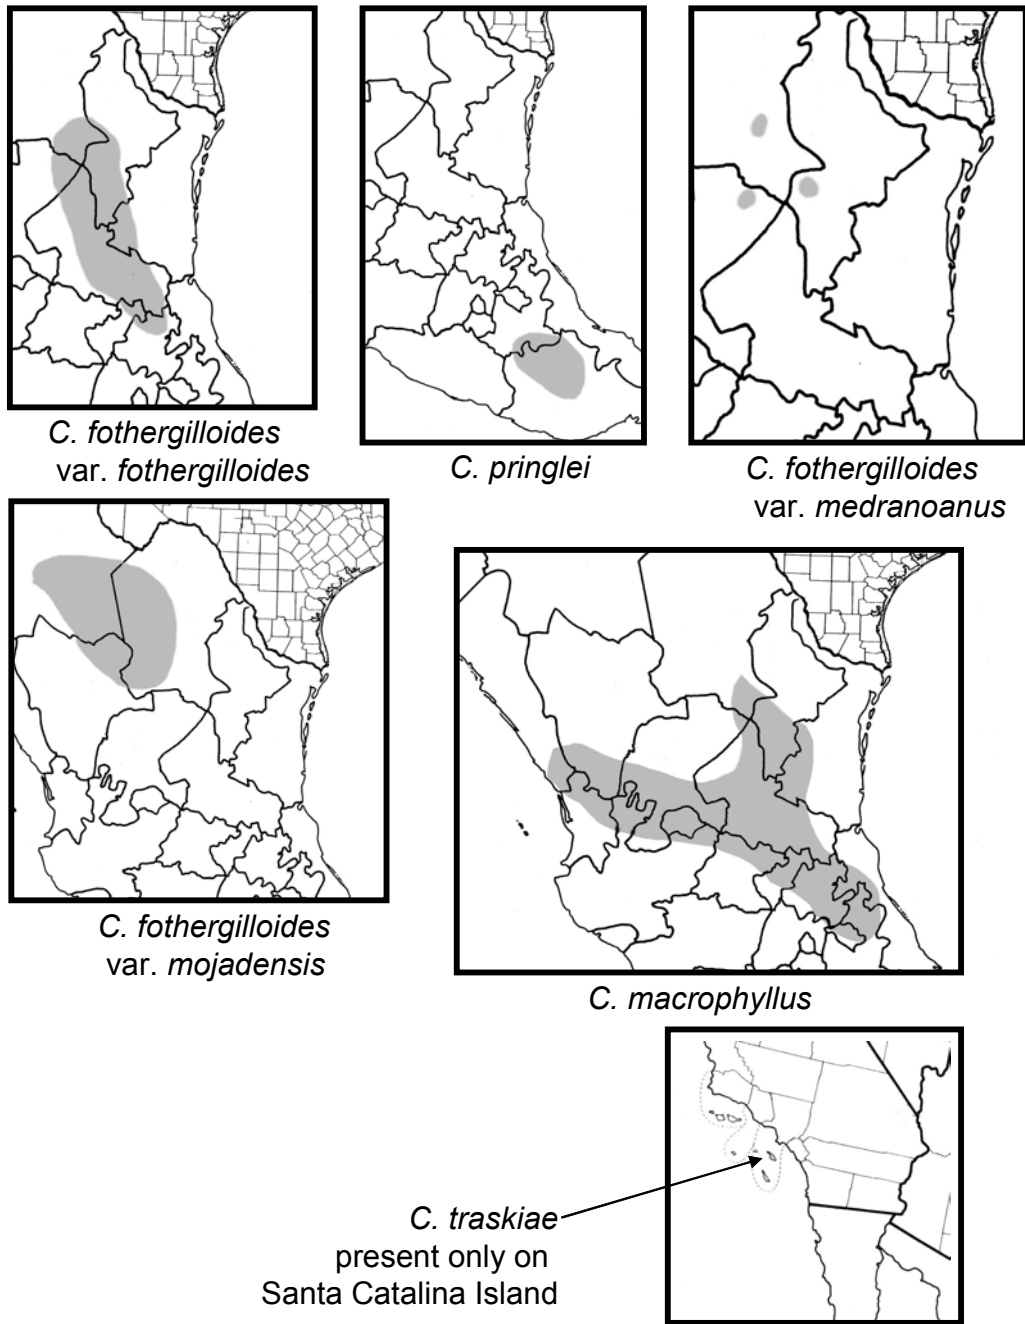 C. fothergilloides
var. fothergilloides
C. pringlei
C. fothergilloides
var. medranoanus
C. fothergilloides
var. mojadensis
C. macrophyllus
C. traskiae
present only on
Santa Catalina Island